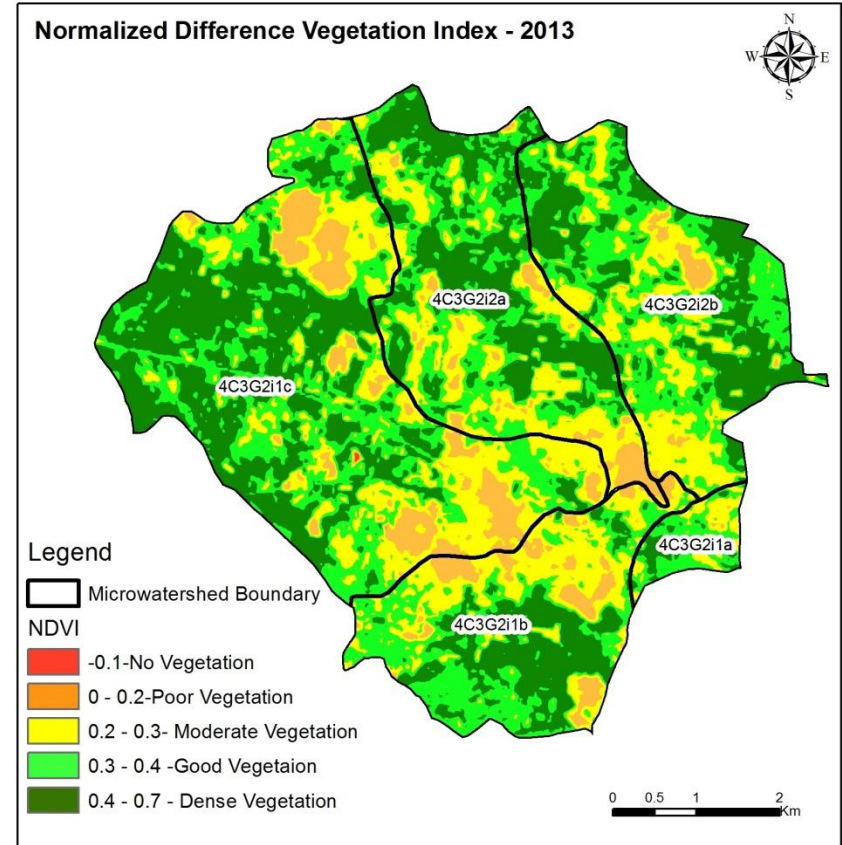 Normalized Difference Vegetation Index - 2013
N
W E
S
4C3G2i2a
4C3G2i2b
4C3G2i1c
4C3G2i1a
4C3G2i1b
Legend
Microwatershed Boundary
NDVI
-0.1-No Vegetation
0 - 0.2-Poor Vegetation
0.2 - 0.3- Moderate Vegetation
0.3 - 0.4 -Good Vegetaion
0.4 - 0.7 - Dense Vegetation
0 0.5 1 2
Km